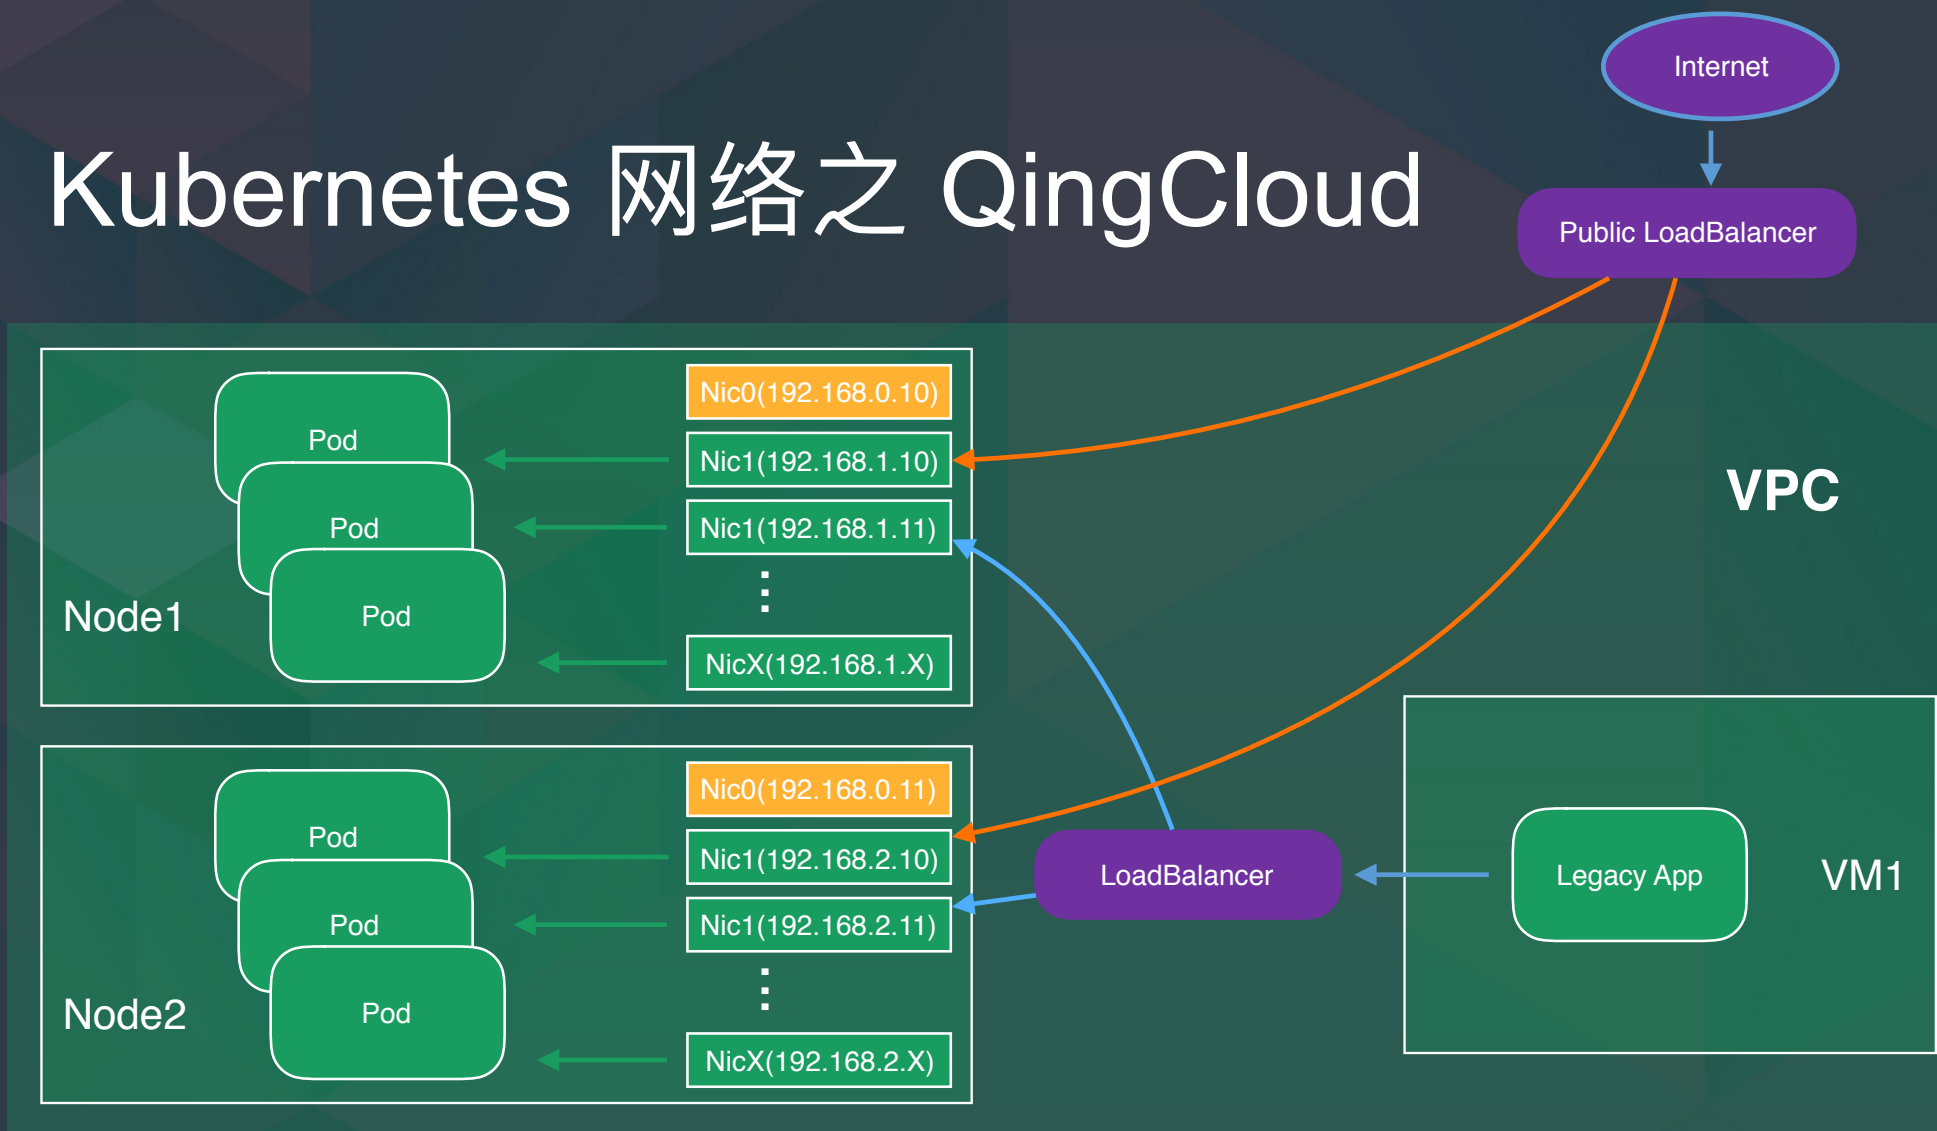 Internet
Kubernetes 网络之 QingCloud
Public LoadBalancer
Nic0(192.168.0.10)
Pod
Nic1(192.168.1.10)
VPC
Pod
Nic1(192.168.1.11)
Node1
Pod
NicX(192.168.1.X)
Nic0(192.168.0.11)
Pod
Nic1(192.168.2.10)
LoadBalancer
Legacy App
VM1
Pod
Nic1(192.168.2.11)
Node2
Pod
NicX(192.168.2.X)